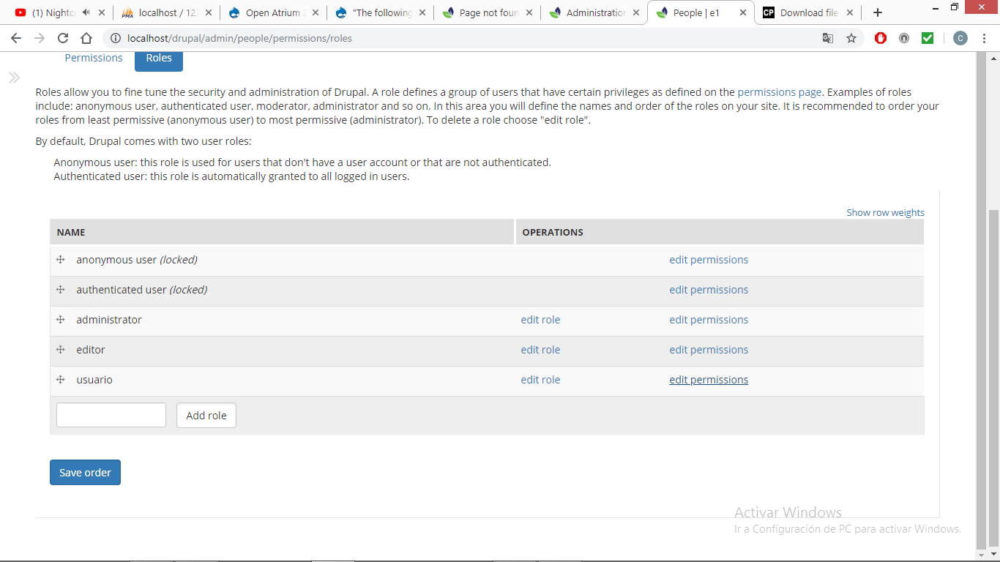 (1) Nightc
localhost / 127
Open Atrium 2
"The following
Page not foun
Administration
People | e1
CP
Download file
localhost/drupal/admin/people/permissions/roles
C
Permissions
Roles
Roles allow you to fine tune the security and administration of Drupal. A role defines a group of users that have certain privileges as defined on the permissions page. Examples of roles
include: anonymous user, authenticated user, moderator, administrator and so on. In this area you will define the names and order of the roles on your site. It is recommended to order your
roles from least permissive (anonymous user) to most permissive (administrator). To delete a role choose "edit role".
By default, Drupal comes with two user roles:
Anonymous user: this role is used for users that don't have a user account or that are not authenticated.
Authenticated user: this role is automatically granted to all logged in users.
Show row weights
NAME OPERATIONS
anonymous user (locked) edit permissions
authenticated user (locked) edit permissions
administrator edit role edit permissions
editor edit role edit permissions
usuario edit role edit permissions
Add role
Save order
Activar Windows
Ir a Configuración de PC para activar Windows.